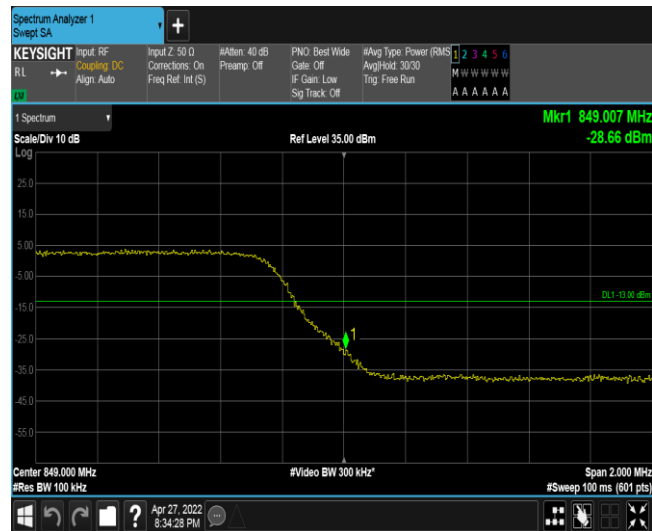 Spectrum Analyzer 1
Swept SA
KEYSIGHT
RL
Input: RF
Coupling: DC
Align: Auto
Input Z: 50 Ω
Corrections: On
Freq Ref: Int (S)
#Atten: 40 dB
Preamp: Off
PNO: Best Wide
Gate: Off
IF Gain: Low
Sig Track: Off
#Avg Type: Power (RMS
Avg|Hold: 30/30
Trig: Free Run
1 2 3 4 5 6
M W W W W W
A A A A A A
1 Spectrum
Mkr1 849.007 MHz
-28.66 dBm
Scale/Div 10 dB
Ref Level 35.00 dBm
Log
25.0
15.0
5.00
-5.00
DL1 -13.00 dBm
-15.0
-25.0
1
-35.0
-45.0
-55.0
Center 849.000 MHz
#Video BW 300 kHz*
Span 2.000 MHz
#Res BW 100 kHz
#Sweep 100 ms (601 pts)
?
Apr 27, 2022
8:34:28 PM